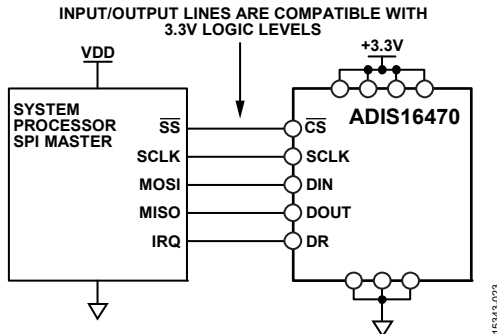 INPUT/OUTPUT LINES ARE COMPATIBLE WITH
3.3V LOGIC LEVELS
VDD
+3.3V
SYSTEM
PROCESSOR
SPI MASTER
ADIS16470
SS
CS
SCLK
SCLK
MOSI
DIN
MISO
DOUT
IRQ
DR
15343-023